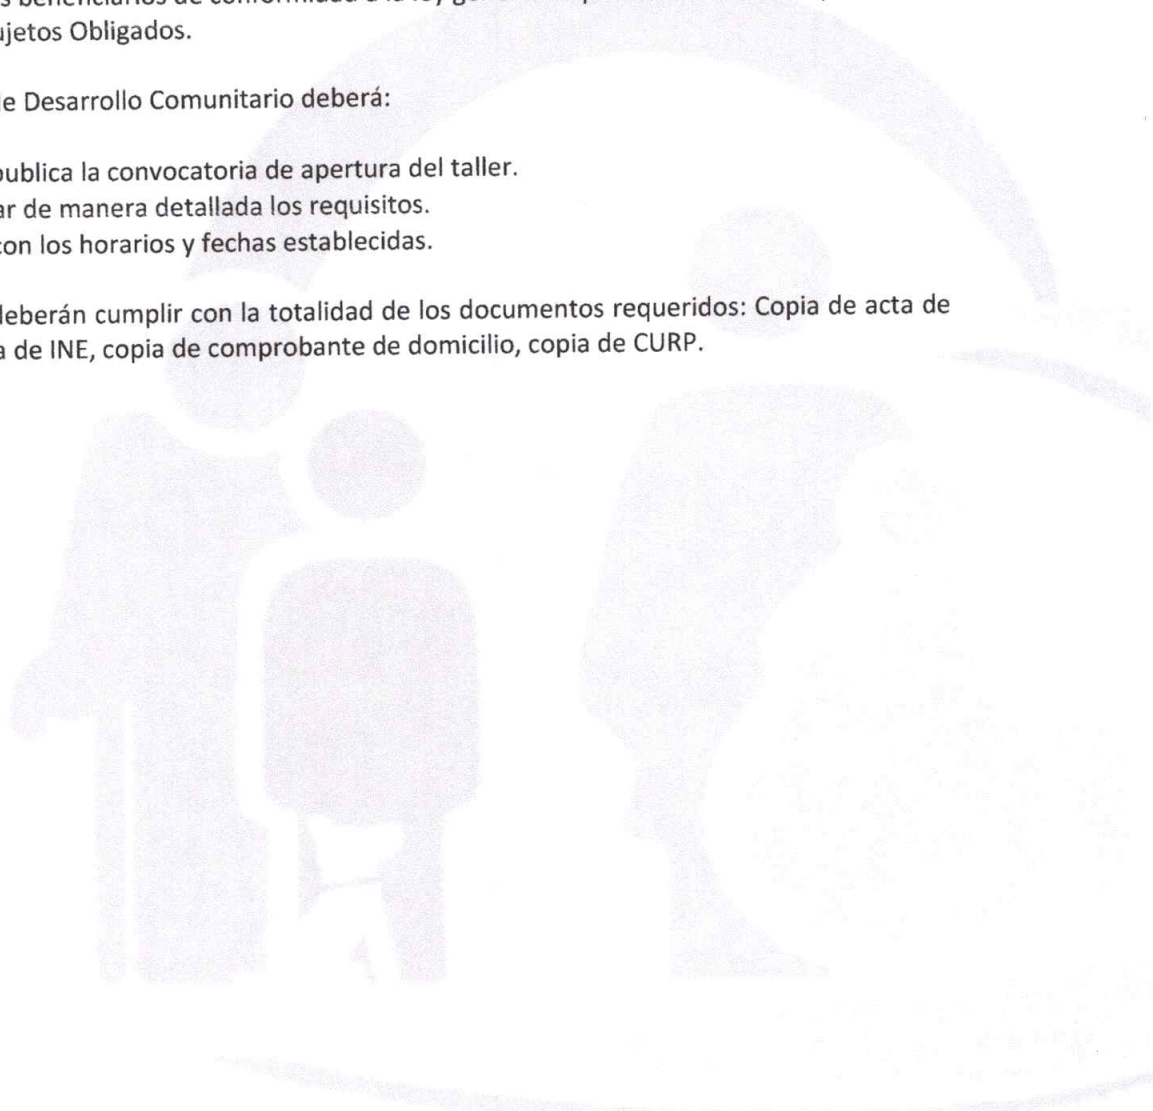 ujetos Obligados.
de Desarrollo Comunitario deberá:
publica la convocatoria de apertura del taller.
ar de manera detallada los requisitos.
con los horarios y fechas establecidas.
deberán cumplir con la totalidad de los documentos requeridos: Copia de acta de
a de INE, copia de comprobante de domicilio, copia de CURP.